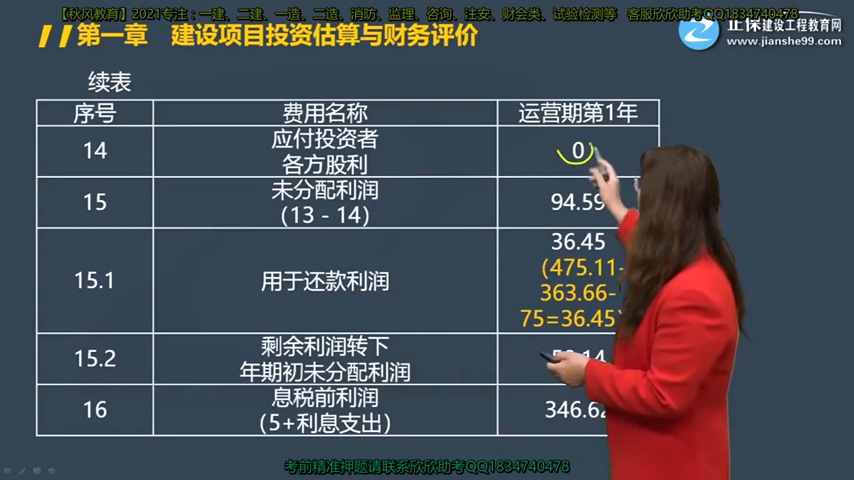 【秋风教育】2021专注：一建、二建、一造、二造、消防、监理、咨询、注安、财会类、试验检测等 客服欣欣助考QQ1834740478
第一章 建设项目投资估算与财务评价
正保建设工程教育网
www.jianshe99.com
续表
序号 费用名称 运营期第1年
14 应付投资者
各方股利 0
15 未分配利润
（13－14） 94.59
15.1 用于还款利润 36.45
（475.11-
363.66-
75=36.45）
15.2 剩余利润转下
年期初未分配利润
16 息税前利润
（5+利息支出） 346.62
考前精准押题请联系欣欣助考QQ1834740478